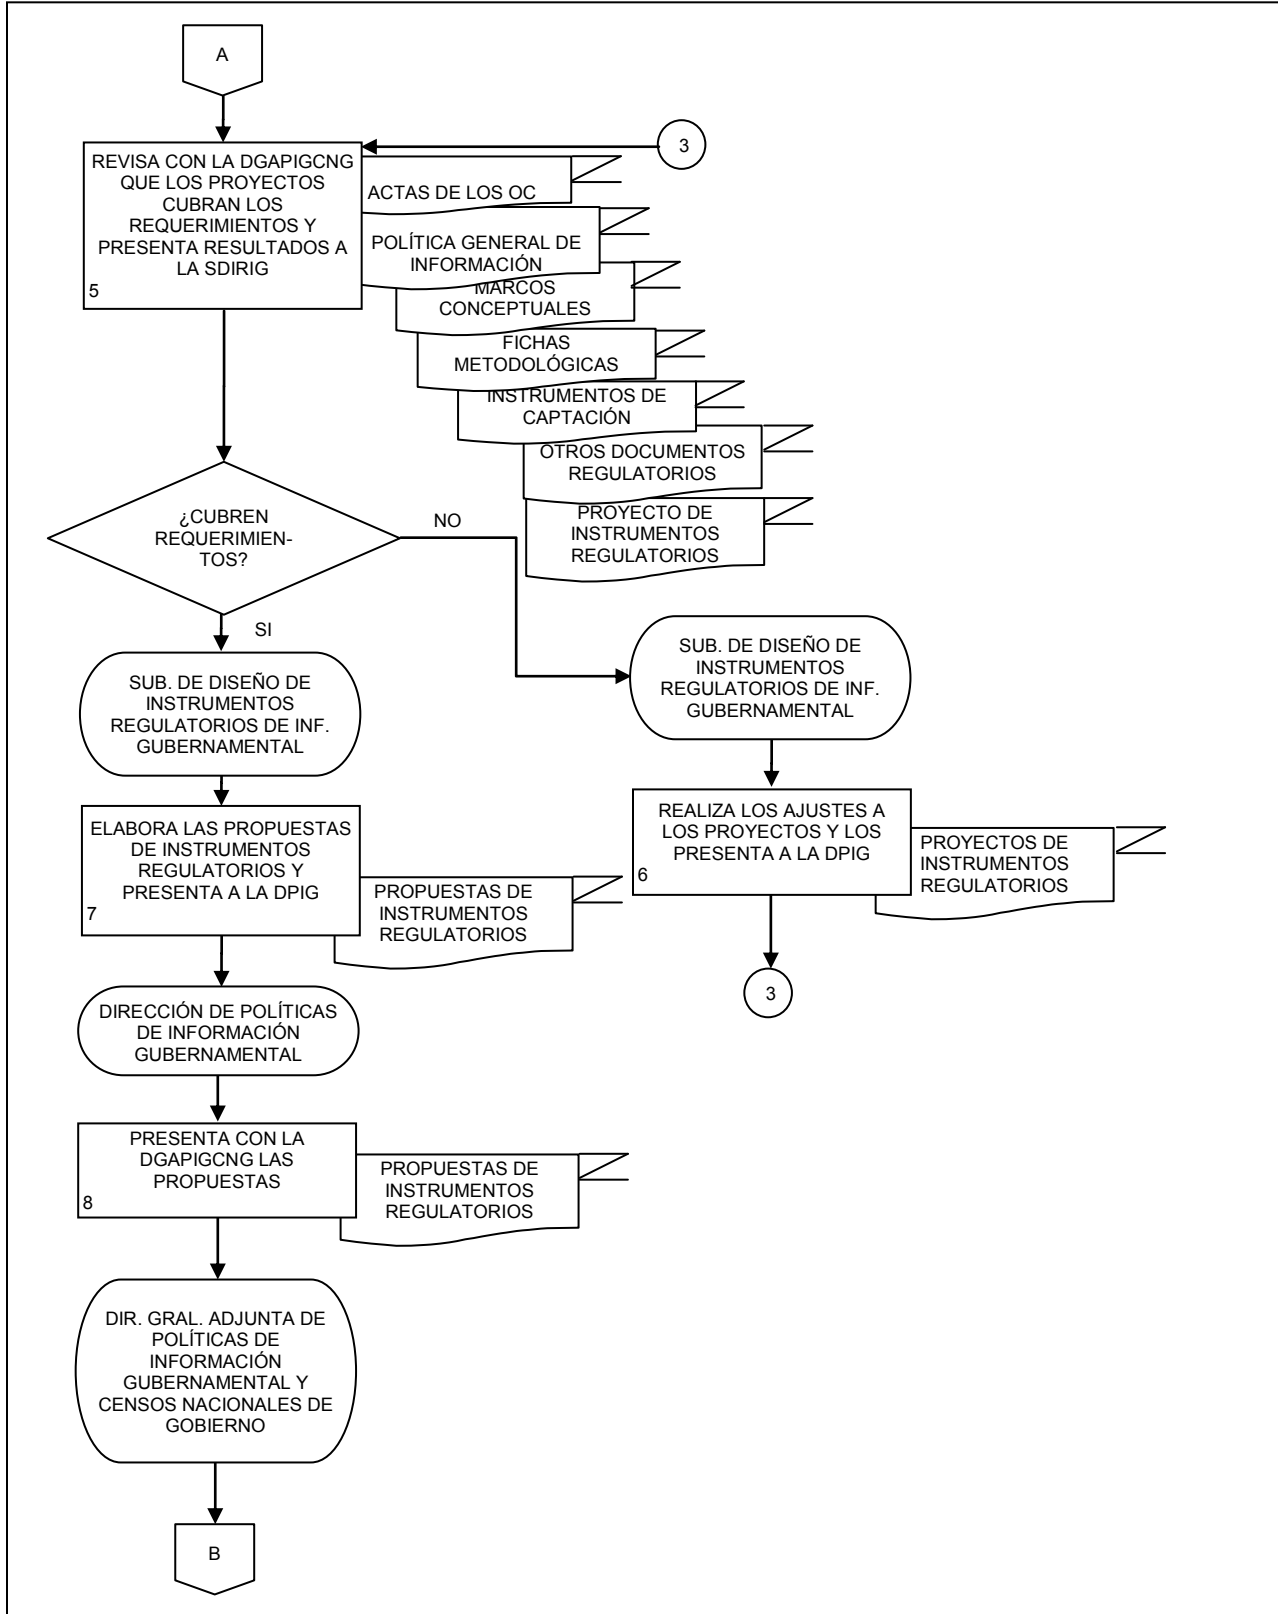 A
3
REVISA CON LA DGAPIGCNG
QUE LOS PROYECTOS
CUBRAN LOS
REQUERIMIENTOS Y
PRESENTA RESULTADOS A
LA SDIRIG
5
ACTAS DE LOS OC
POLÍTICA GENERAL DE
INFORMACIÓN
MARCOS
CONCEPTUALES
FICHAS
METODOLÓGICAS
INSTRUMENTOS DE
CAPTACIÓN
OTROS DOCUMENTOS
REGULATORIOS
PROYECTO DE
INSTRUMENTOS
REGULATORIOS
¿CUBREN
REQUERIMIEN-
TOS?
NO
SI
SUB. DE DISEÑO DE
INSTRUMENTOS
REGULATORIOS DE INF.
GUBERNAMENTAL
SUB. DE DISEÑO DE
INSTRUMENTOS
REGULATORIOS DE INF.
GUBERNAMENTAL
REALIZA LOS AJUSTES A
LOS PROYECTOS Y LOS
PRESENTA A LA DPIG
6
PROYECTOS DE
INSTRUMENTOS
REGULATORIOS
3
ELABORA LAS PROPUESTAS
DE INSTRUMENTOS
REGULATORIOS Y
PRESENTA A LA DPIG
7
PROPUESTAS DE
INSTRUMENTOS
REGULATORIOS
DIRECCIÓN DE POLÍTICAS
DE INFORMACIÓN
GUBERNAMENTAL
PRESENTA CON LA
DGAPIGCNG LAS
PROPUESTAS
8
PROPUESTAS DE
INSTRUMENTOS
REGULATORIOS
DIR. GRAL. ADJUNTA DE
POLÍTICAS DE
INFORMACIÓN
GUBERNAMENTAL Y
CENSOS NACIONALES DE
GOBIERNO
B